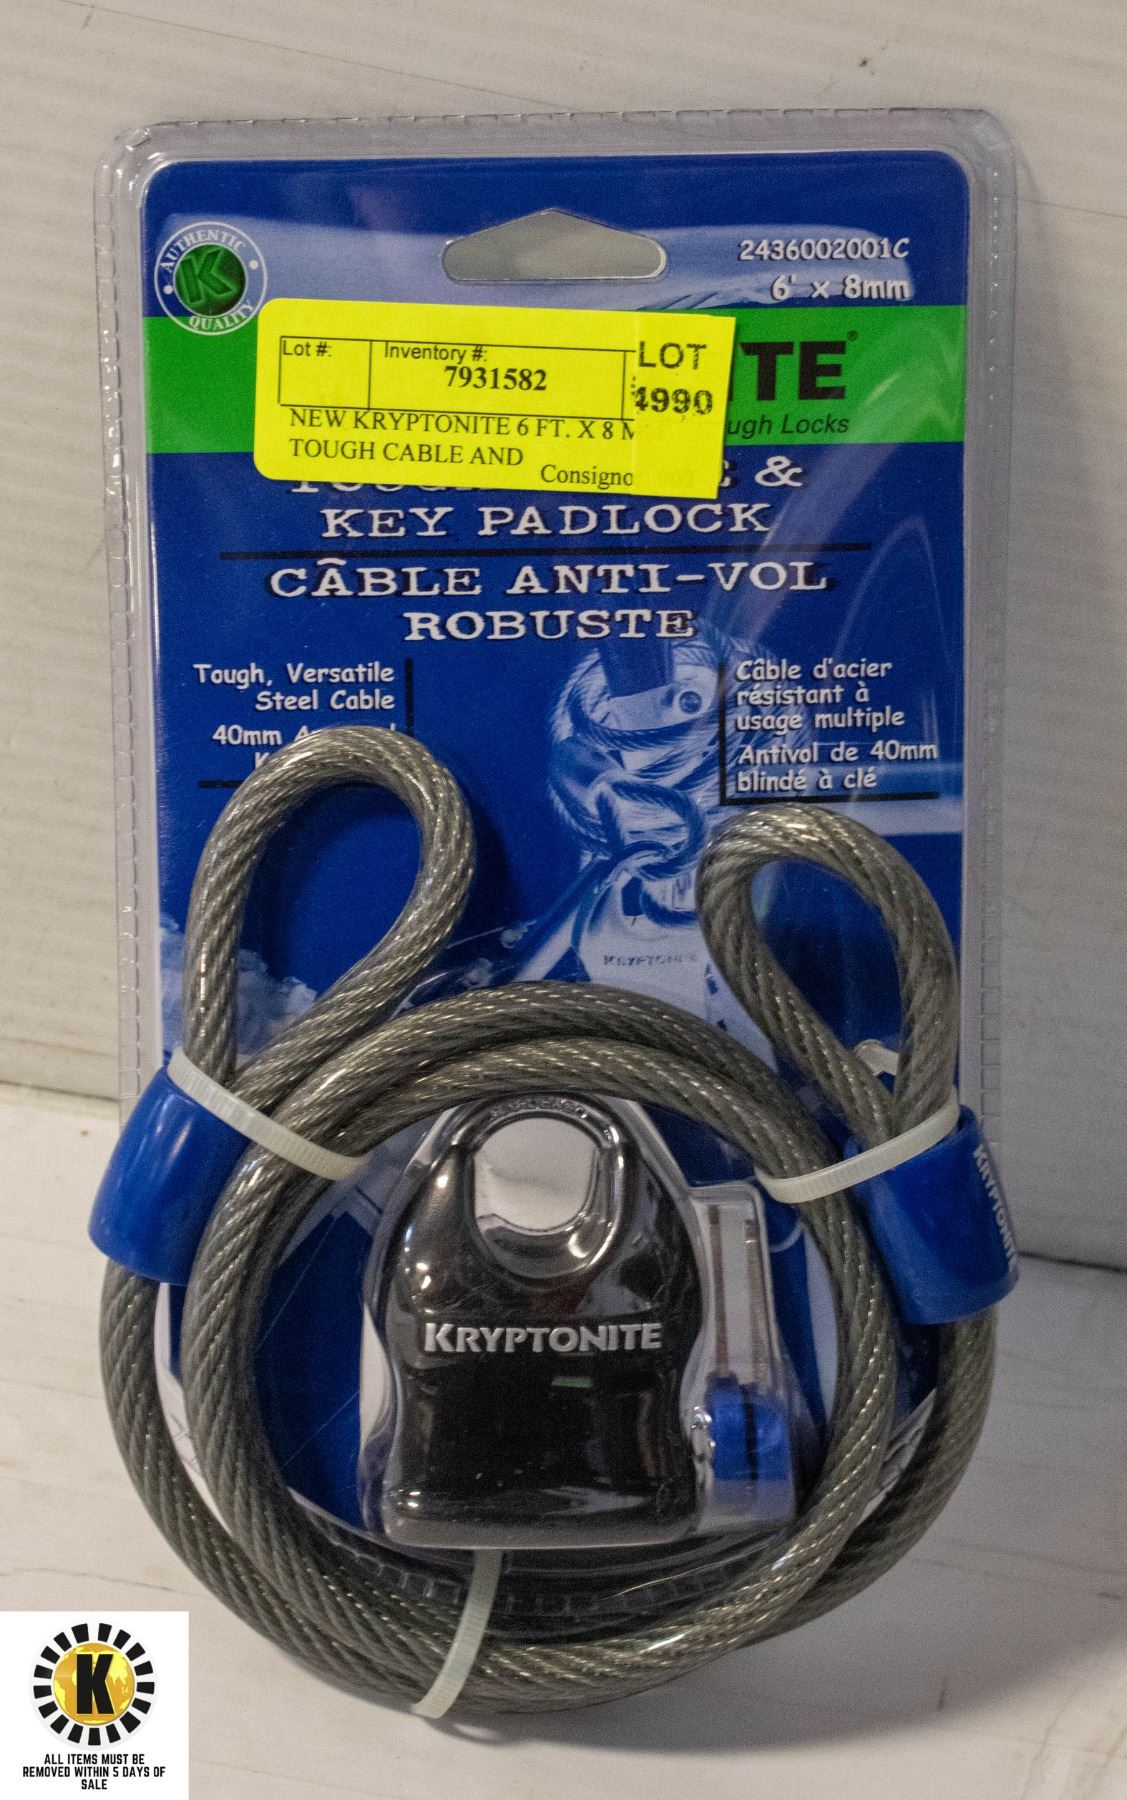 AUTHENTIC
K
QUALITY
2436002001C
6' x 8mm
Lot #:
Inventory #:
7931582
LOT
4990
NEW KRYPTONITE 6 FT. X 8
TOUGH CABLE AND
Consigno
ITE®
ugh Locks
&
KEY PADLOCK
CÂBLE ANTI-VOL
ROBUSTE
Tough, Versatile
Steel Cable
40mm
Câble d'acier
résistant à
usage multiple
Antivol de 40mm
blindé à clé
KRYPTONITE
KRYPTONITE
KRYPTONITE
K
ALL ITEMS MUST BE
REMOVED WITHIN 5 DAYS OF
SALE